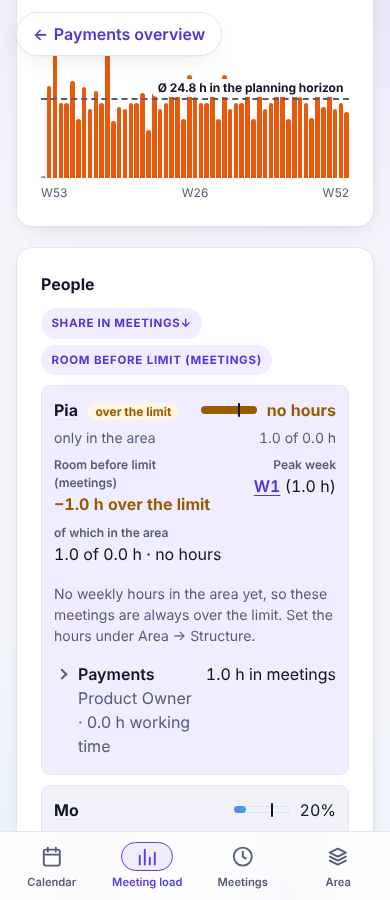 ← Payments overview
Ø 24.8 h in the planning horizon
W53 W26 W52
People
SHARE IN MEETINGS↓
ROOM BEFORE LIMIT (MEETINGS)
Pia over the limit no hours
only in the area 1.0 of 0.0 h
Room before limit (meetings)
−1.0 h over the limit
Peak week
W1 (1.0 h)
of which in the area
1.0 of 0.0 h · no hours
No weekly hours in the area yet, so these
meetings are always over the limit. Set the
hours under Area → Structure.
Payments 1.0 h in meetings
Product Owner
· 0.0 h working
time
Mo 20%
Calendar Meeting load Meetings Area